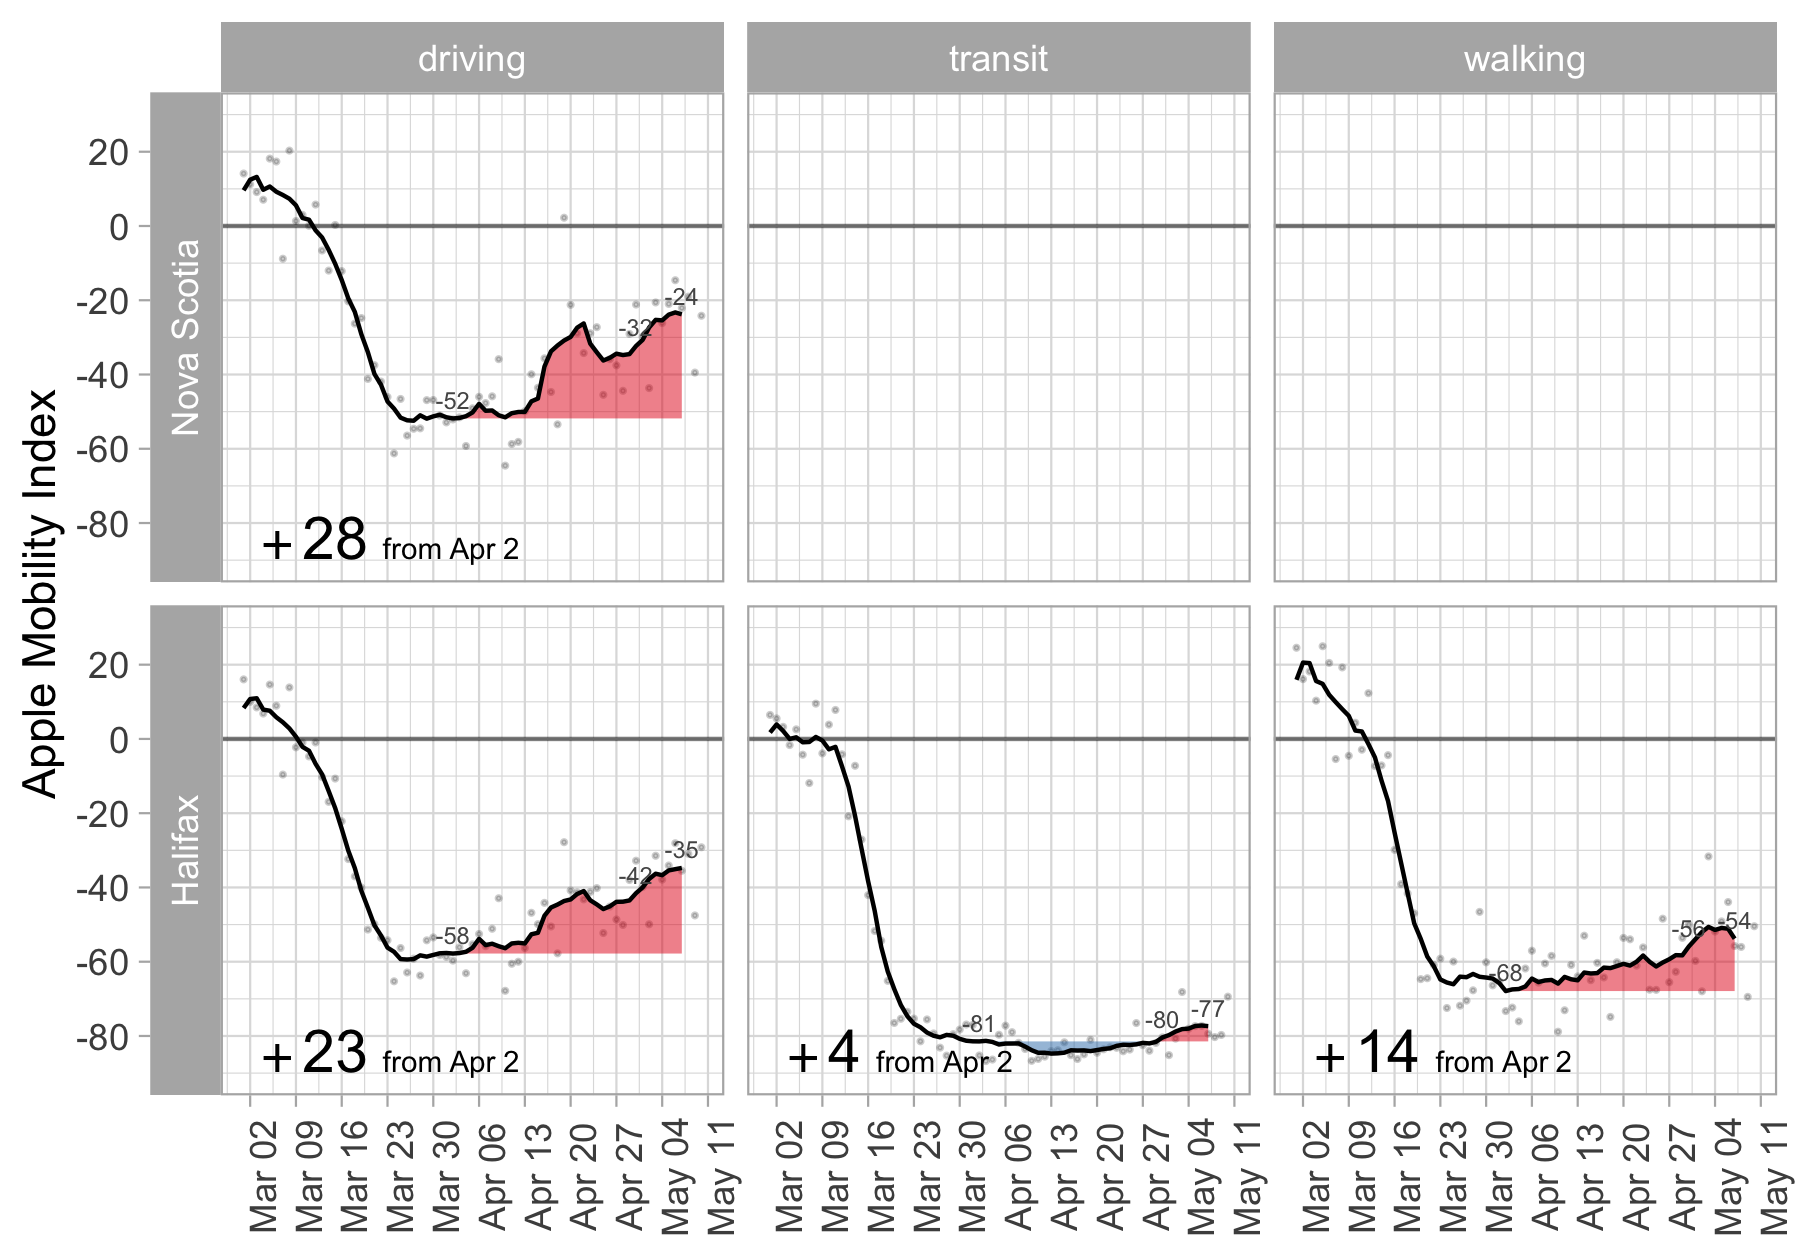 driving
transit
walking
Apple Mobility Index
Nova Scotia
20
0
-20
-40
-60
-80
-52
-32
-24
+28 from Apr 2
Halifax
20
0
-20
-40
-60
-80
-58
-42
-35
+23 from Apr 2
-81
-80
-77
+4 from Apr 2
-68
-56
-54
+14 from Apr 2
Mar 02
Mar 09
Mar 16
Mar 23
Mar 30
Apr 06
Apr 13
Apr 20
Apr 27
May 04
May 11
Mar 02
Mar 09
Mar 16
Mar 23
Mar 30
Apr 06
Apr 13
Apr 20
Apr 27
May 04
May 11
Mar 02
Mar 09
Mar 16
Mar 23
Mar 30
Apr 06
Apr 13
Apr 20
Apr 27
May 04
May 11